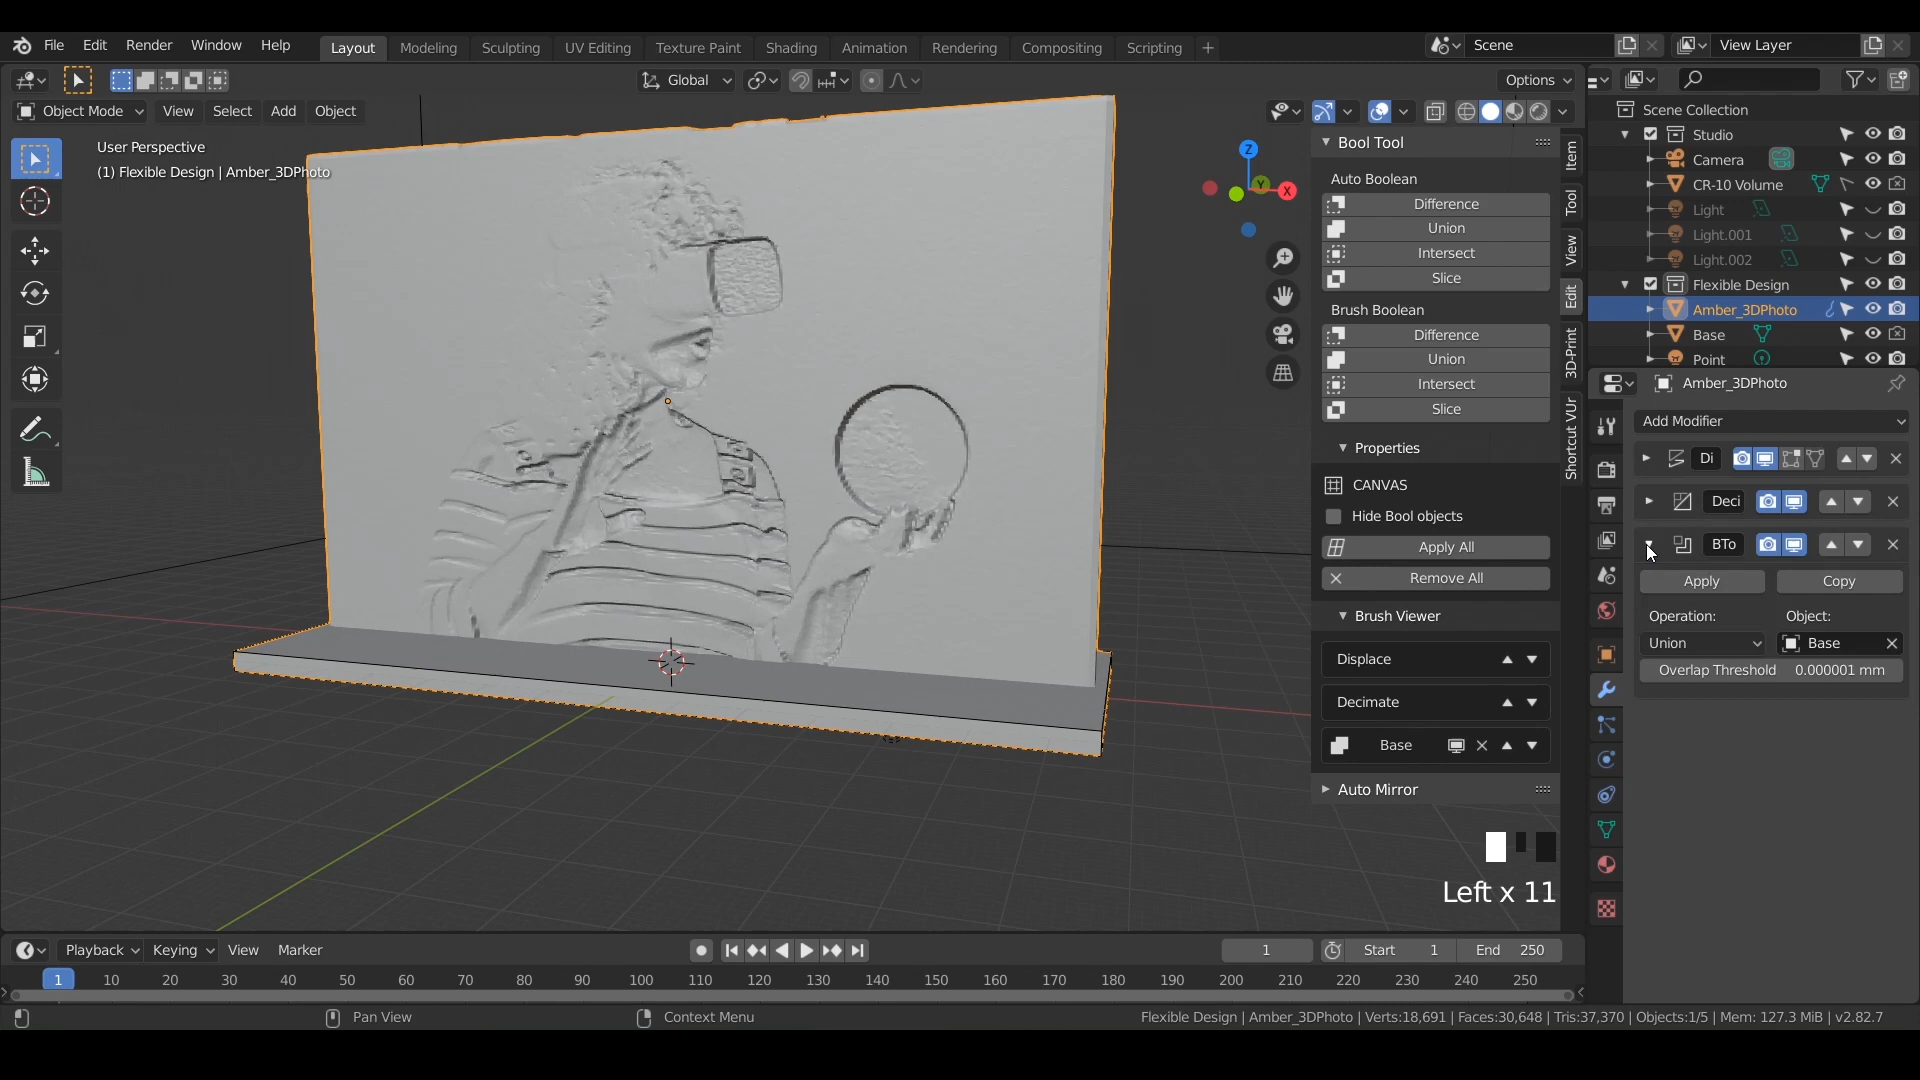 File Edit Render Window Help Layout Modeling Sculpting UV Editing Texture Paint Shading Animation Rendering Compositing Scripting + Scene View Layer
Global Options
Object Mode View Select Add Object
User Perspective
(1) Flexible Design | Amber_3DPhoto
Z
X
Y
Bool Tool
Auto Boolean
Difference
Union
Intersect
Slice
Brush Boolean
Difference
Union
Intersect
Slice
Properties
CANVAS
Hide Bool objects
Apply All
Remove All
Brush Viewer
Displace
Decimate
Base
Auto Mirror
Item
Tool
View
Edit
3D-Print
Shortcut VUr
Left x 11
Scene Collection
Studio
Camera
CR-10 Volume
Light
Light.001
Light.002
Flexible Design
Amber_3DPhoto
Base
Point
Amber_3DPhoto
Add Modifier
Di
Deci
BTo
Apply Copy
Operation: Object:
Union Base
Overlap Threshold 0.000001 mm
Playback Keying View Marker 1 Start 1 End 250
1 10 20 30 40 50 60 70 80 90 100 110 120 130 140 150 160 170 180 190 200 210 220 230 240 250
Pan View Context Menu Flexible Design | Amber_3DPhoto | Verts:18,691 | Faces:30,648 | Tris:37,370 | Objects:1/5 | Mem: 127.3 MiB | v2.82.7